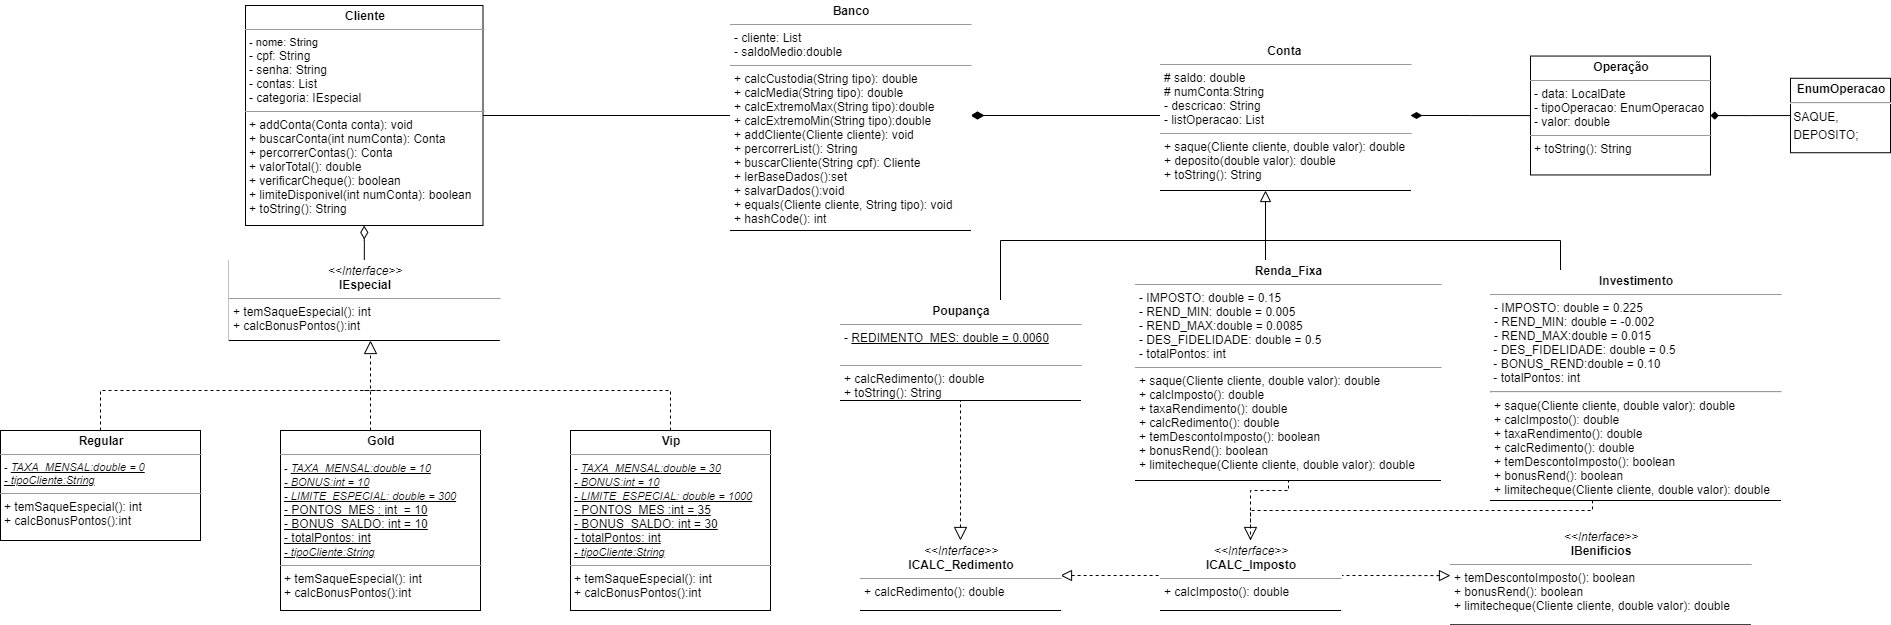 Cliente
- nome: String
- cpf: String
- senha: String
- contas: List
- categoria: IEspecial
+ addConta(Conta conta): void
+ buscarConta(int numConta): Conta
+ percorrerContas(): Conta
+ valorTotal(): double
+ verificarCheque(): boolean
+ limiteDisponivel(int numConta): boolean
+ toString(): String
Banco
- cliente: List
- saldoMedio:double
+ calcCustodia(String tipo): double
+ calcMedia(String tipo): double
+ calcExtremoMax(String tipo):double
+ calcExtremoMin(String tipo):double
+ addCliente(Cliente cliente): void
+ percorrerList(): String
+ buscarCliente(String cpf): Cliente
+ lerBaseDados():set
+ salvarDados():void
+ equals(Cliente cliente, String tipo): void
+ hashCode(): int
Conta
# saldo: double
# numConta:String
- descricao: String
- listOperacao: List
+ saque(Cliente cliente, double valor): double
+ deposito(double valor): double
+ toString(): String
Operação
- data: LocalDate
- tipoOperacao: EnumOperacao
- valor: double
+ toString(): String
EnumOperacao
SAQUE,
DEPOSITO;
<<Interface>>
IEspecial
+ temSaqueEspecial(): int
+ calcBonusPontos():int
Poupança
- REDIMENTO_MES: double = 0.0060
+ calcRedimento(): double
+ toString(): String
Renda_Fixa
- IMPOSTO: double = 0.15
- REND_MIN: double = 0.005
- REND_MAX:double = 0.0085
- DES_FIDELIDADE: double = 0.5
- totalPontos: int
+ saque(Cliente cliente, double valor): double
+ calcImposto(): double
+ taxaRendimento(): double
+ calcRedimento(): double
+ temDescontoImposto(): boolean
+ bonusRend(): boolean
+ limitecheque(Cliente cliente, double valor): double
Investimento
- IMPOSTO: double = 0.225
- REND_MIN: double = -0.002
- REND_MAX:double = 0.015
- DES_FIDELIDADE: double = 0.5
- BONUS_REND:double = 0.10
- totalPontos: int
+ saque(Cliente cliente, double valor): double
+ calcImposto(): double
+ taxaRendimento(): double
+ calcRedimento(): double
+ temDescontoImposto(): boolean
+ bonusRend(): boolean
+ limitecheque(Cliente cliente, double valor): double
Regular
- TAXA_MENSAL:double = 0
- tipoCliente:String
+ temSaqueEspecial(): int
+ calcBonusPontos():int
Gold
- TAXA_MENSAL:double = 10
- BONUS:int = 10
- LIMITE_ESPECIAL: double = 300
- PONTOS_MES : int  = 10
- BONUS_SALDO: int = 10
- totalPontos: int
- tipoCliente:String
+ temSaqueEspecial(): int
+ calcBonusPontos():int
Vip
- TAXA_MENSAL:double = 30
- BONUS:int = 10
- LIMITE_ESPECIAL: double = 1000
- PONTOS_MES :int = 35
- BONUS_SALDO: int = 30
- totalPontos: int
- tipoCliente:String
+ temSaqueEspecial(): int
+ calcBonusPontos():int
<<Interface>>
ICALC_Redimento
+ calcRedimento(): double
<<Interface>>
ICALC_Imposto
+ calcImposto(): double
<<Interface>>
IBenificios
+ temDescontoImposto(): boolean
+ bonusRend(): boolean
+ limitecheque(Cliente cliente, double valor): double